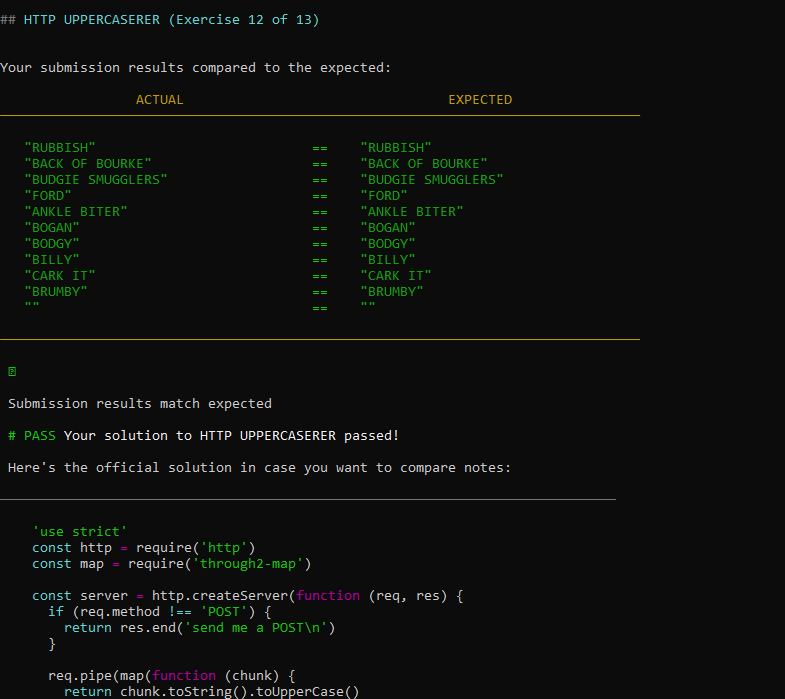 ## HTTP UPPERCASERER (Exercise 12 of 13)
Your submission results compared to the expected:
ACTUAL EXPECTED
"RUBBISH" == "RUBBISH"
"BACK OF BOURKE" == "BACK OF BOURKE"
"BUDGIE SMUGGLERS" == "BUDGIE SMUGGLERS"
"FORD" == "FORD"
"ANKLE BITER" == "ANKLE BITER"
"BOGAN" == "BOGAN"
"BODGY" == "BODGY"
"BILLY" == "BILLY"
"CARK IT" == "CARK IT"
"BRUMBY" == "BRUMBY"
"" == ""
Submission results match expected
# PASS Your solution to HTTP UPPERCASERER passed!
Here's the official solution in case you want to compare notes:
'use strict'
const http = require('http')
const map = require('through2-map')
const server = http.createServer(function (req, res) {
if (req.method !== 'POST') {
return res.end('send me a POST\n')
}
req.pipe(map(function (chunk) {
return chunk.toString().toUpperCase()